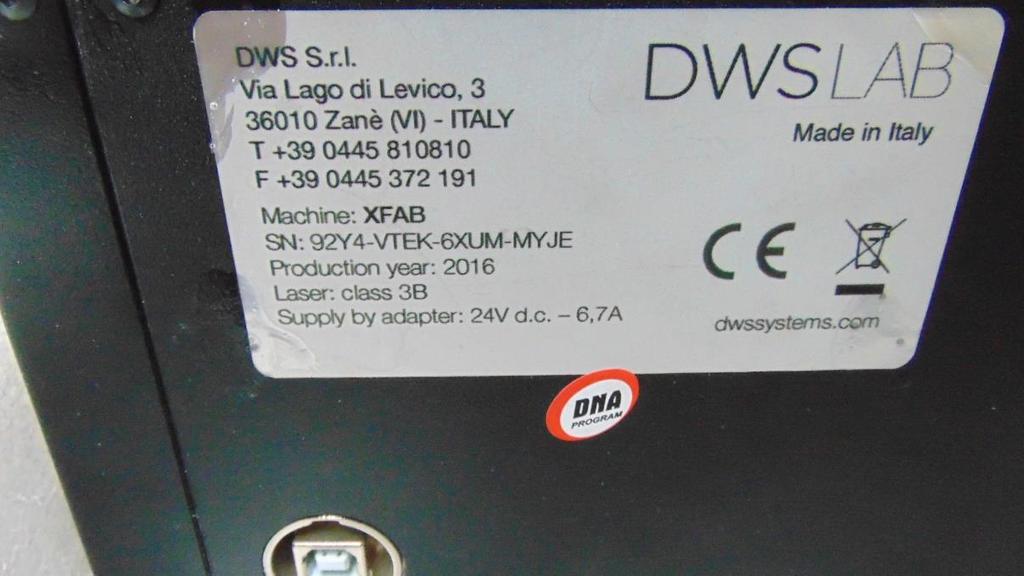 DWS S.r.l.
Via Lago di Levico, 3
36010 Zanè (VI) - ITALY
T +39 0445 810810
F +39 0445 372 191
Machine: XFAB
SN: 92Y4-VTEK-6XUM-MYJE
Production year: 2016
Laser: class 3B
Supply by adapter: 24V d.c. – 6,7A
DWSLAB
Made in Italy
CE
dwssystems.com
DNA
PROGRAM